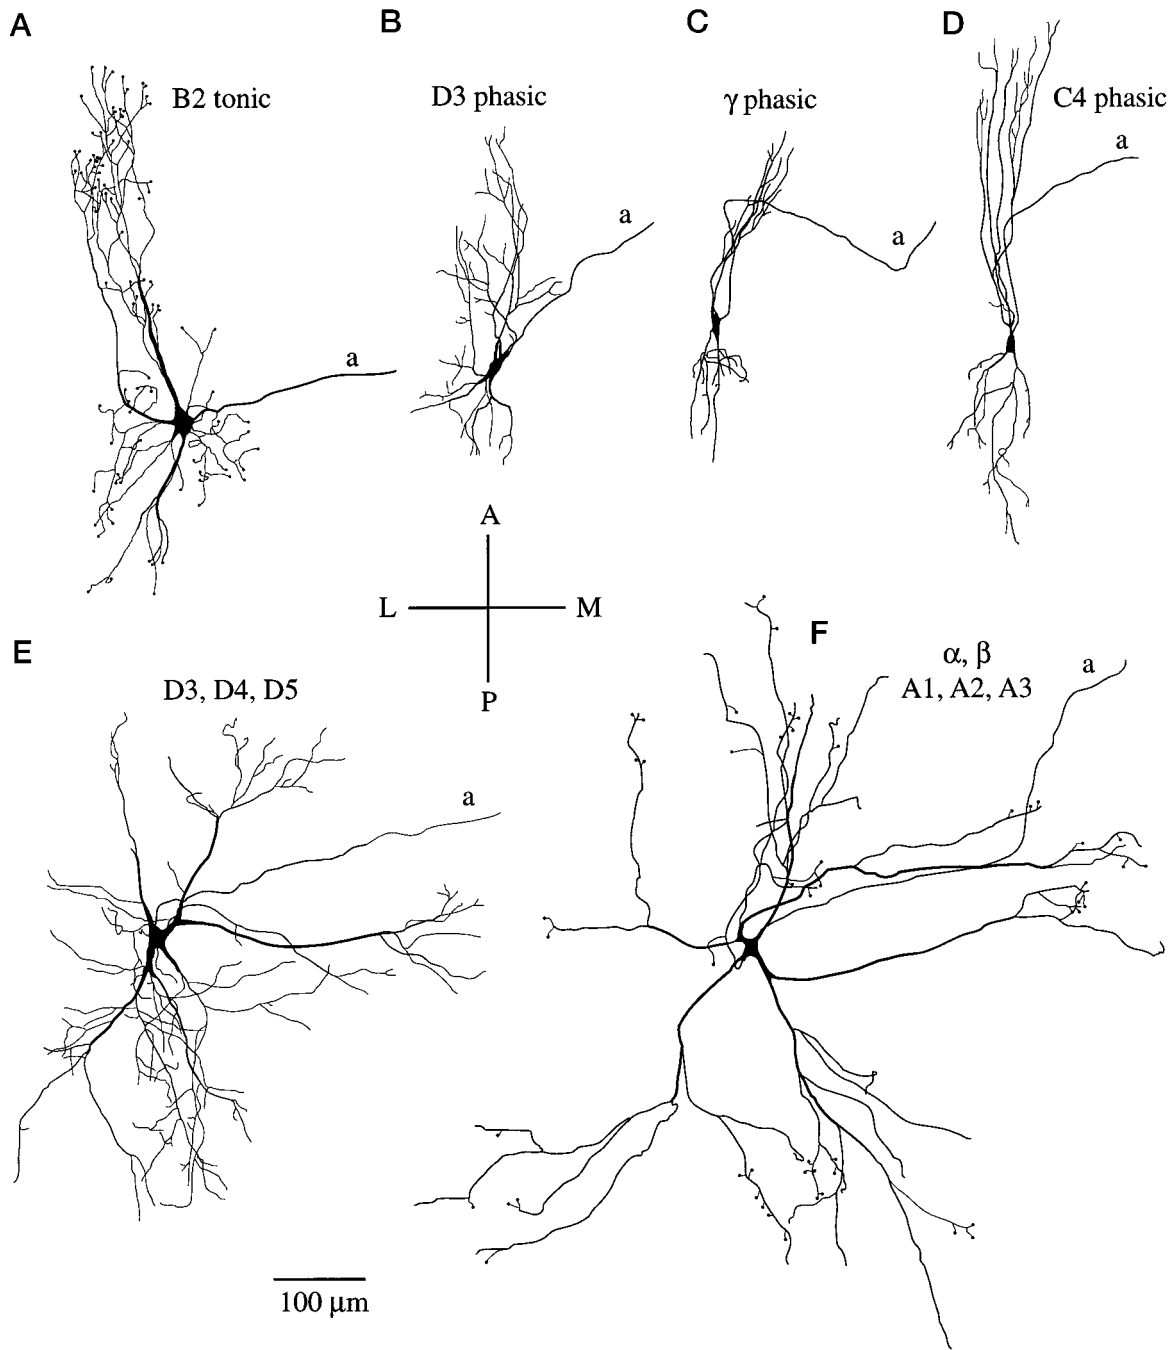 A
B
C
D
B2 tonic
D3 phasic
γ phasic
C4 phasic
a
a
a
a
A
L
M
P
E
F
D3, D4, D5
α, β
A1, A2, A3
a
a
100 μm